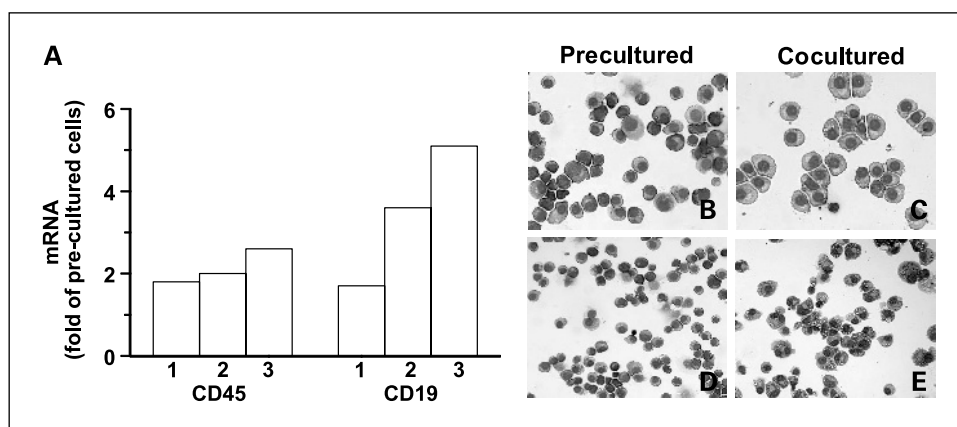 A
mRNA
(fold of pre-cultured cells)
6
4
2
0
1 2 3
CD45
1 2 3
CD19
Precultured
Cocultured
B
C
D
E